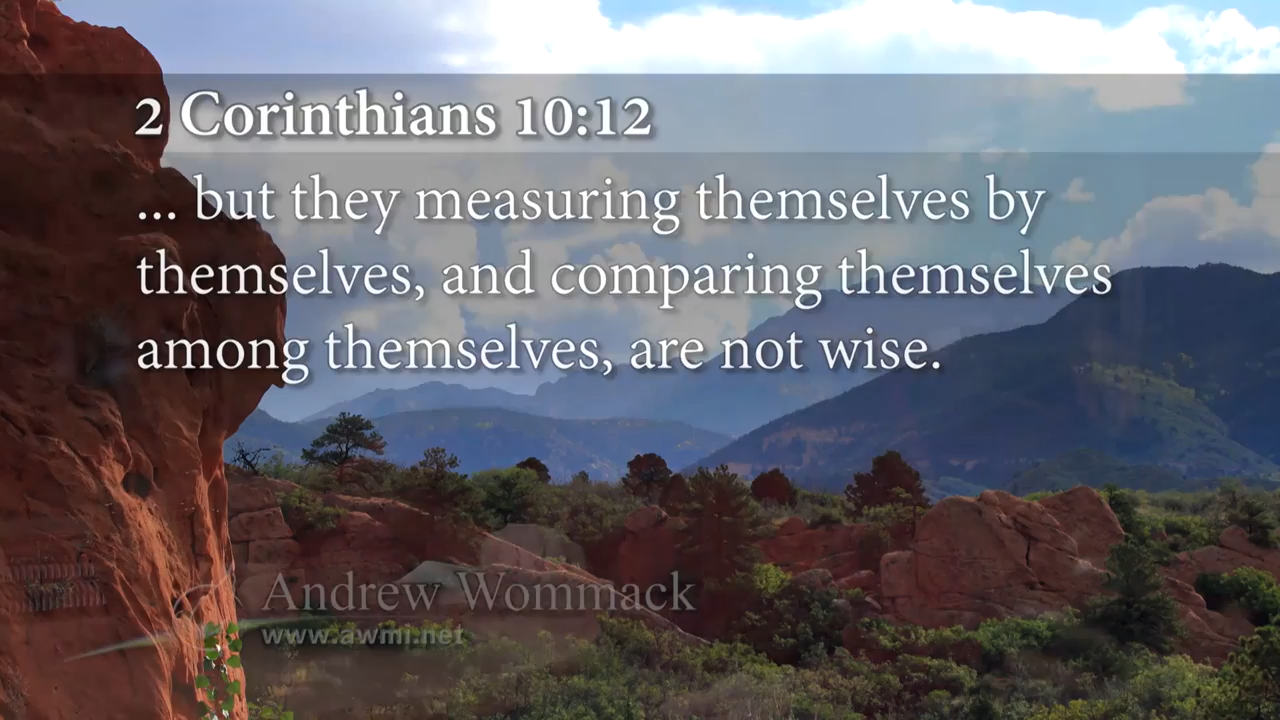 2 Corinthians 10:12
... but they measuring themselves by
themselves, and comparing themselves
among themselves, are not wise.
Andrew Wommack
www.awmi.net